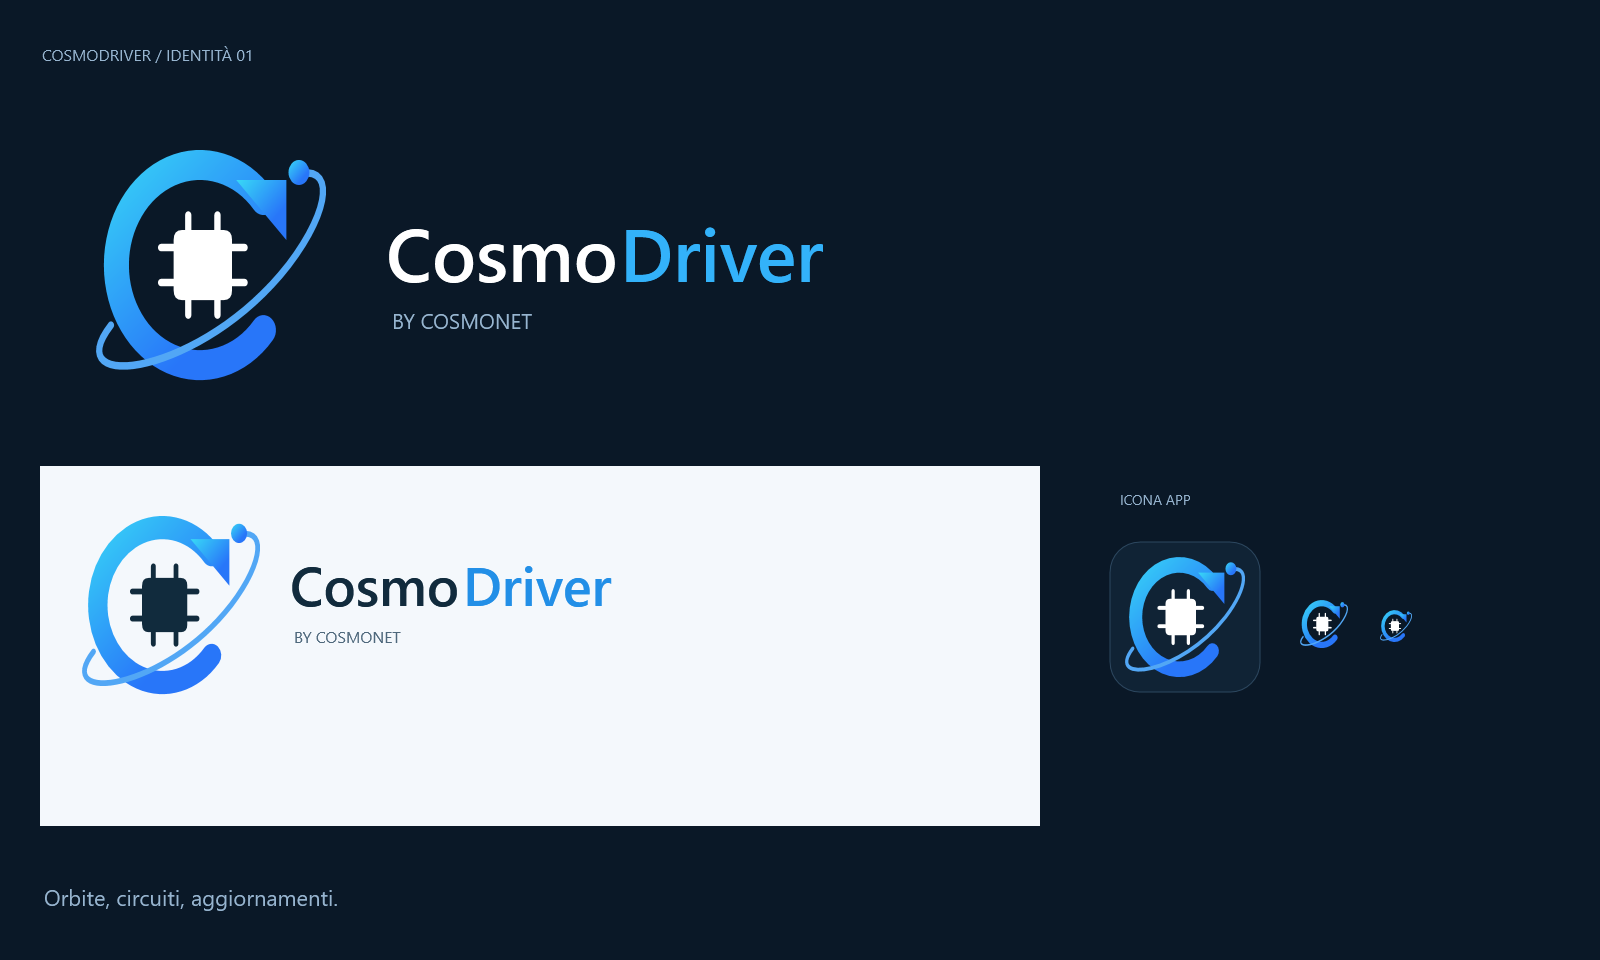 COSMODRIVER / IDENTITÀ 01
CosmoDriver
BY COSMONET
CosmoDriver
BY COSMONET
ICONA APP
Orbite, circuiti, aggiornamenti.